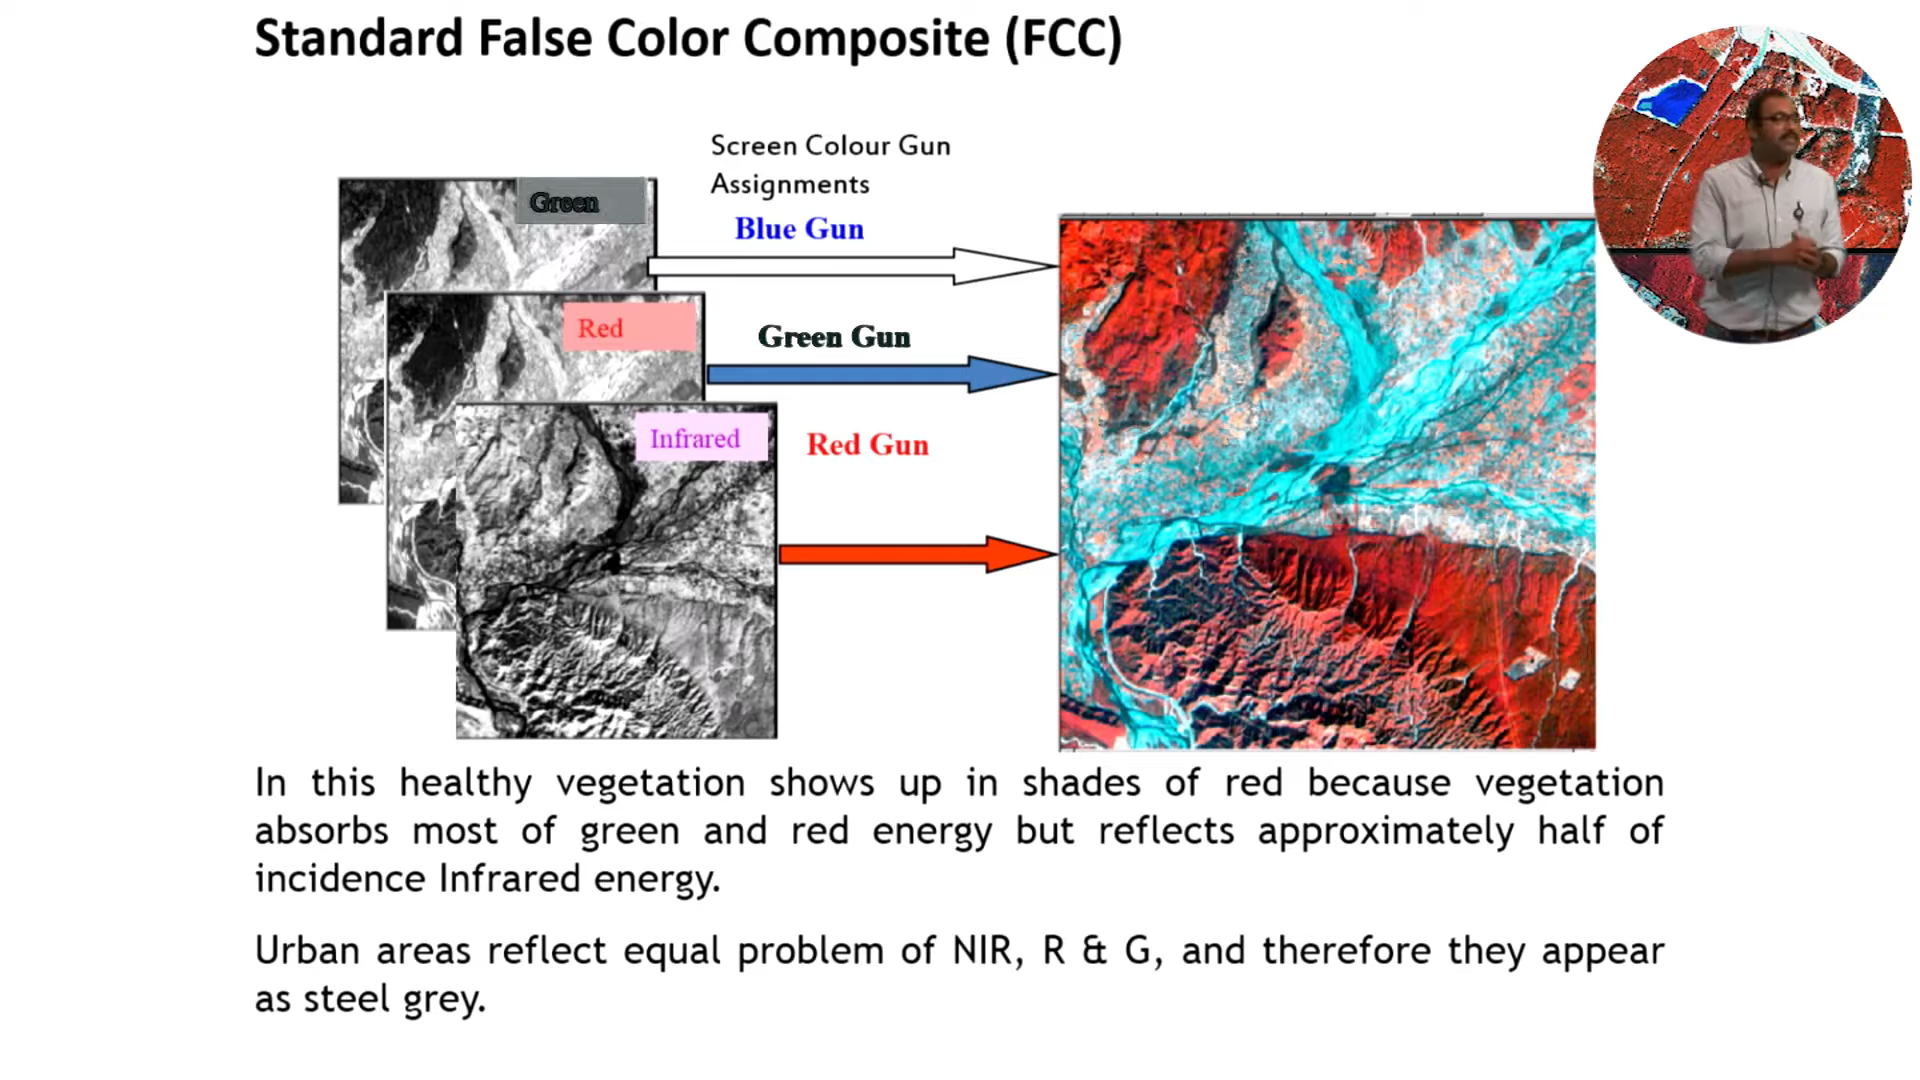 Standard False Color Composite (FCC)
Screen Colour Gun
Assignments
Green
Blue Gun
Red
Green Gun
Infrared
Red Gun
In this healthy vegetation shows up in shades of red because vegetation
absorbs most of green and red energy but reflects approximately half of
incidence Infrared energy.
Urban areas reflect equal problem of NIR, R & G, and therefore they appear
as steel grey.